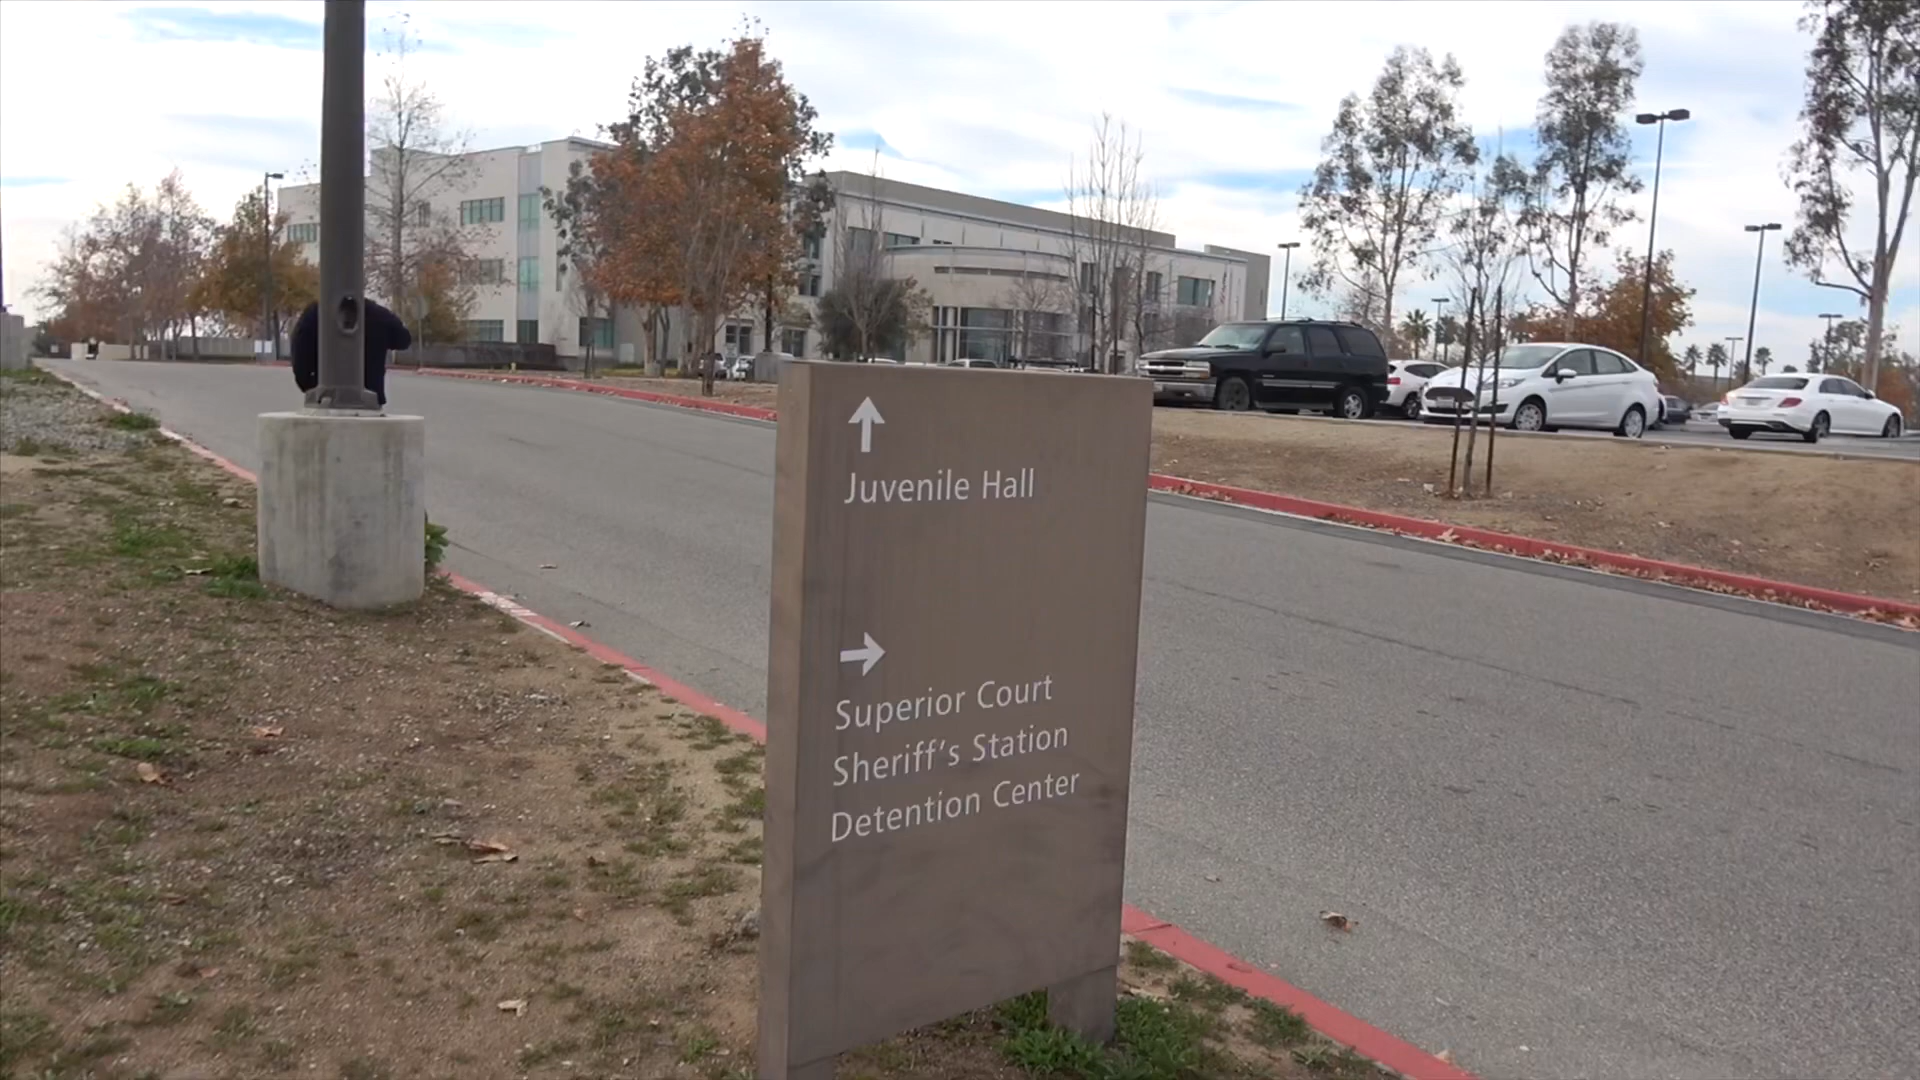 Juvenile Hall
Superior Court
Sheriff's Station
Detention Center